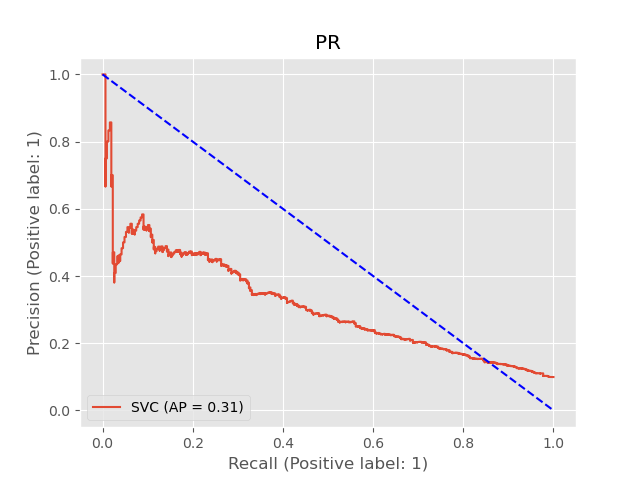 PR
Precision (Positive label: 1)
1.0
0.8
0.6
0.4
0.2
0.0
SVC (AP = 0.31)
0.0 0.2 0.4 0.6 0.8 1.0
Recall (Positive label: 1)